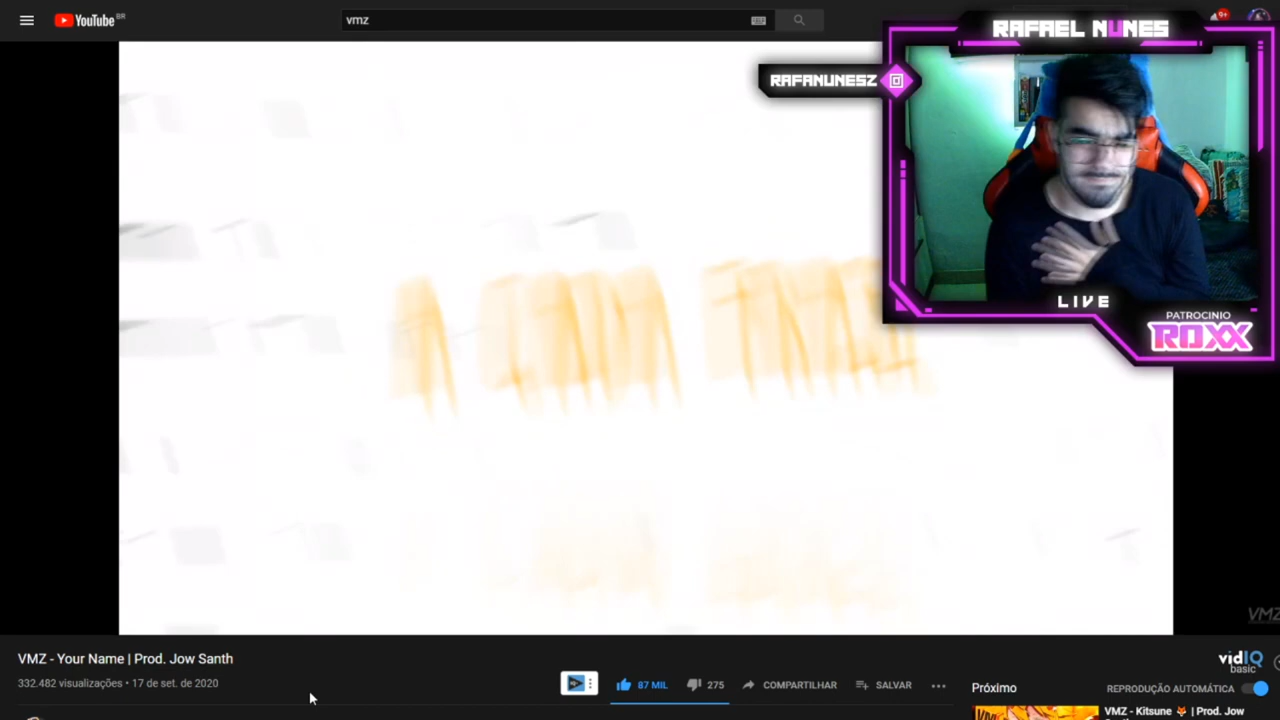 YouTube BR
vmz
9+
RAFAEL NUNES
RAFANUNESZ
LIVE
PATROCINIO
ROXX
VMZ
VMZ - Your Name | Prod. Jow Santh
332.482 visualizações • 17 de set. de 2020
87 MIL
275
COMPARTILHAR
SALVAR
vidIQ
basic
Próximo
REPRODUÇÃO AUTOMÁTICA
VMZ - Kitsune 🦊 | Prod. Jow